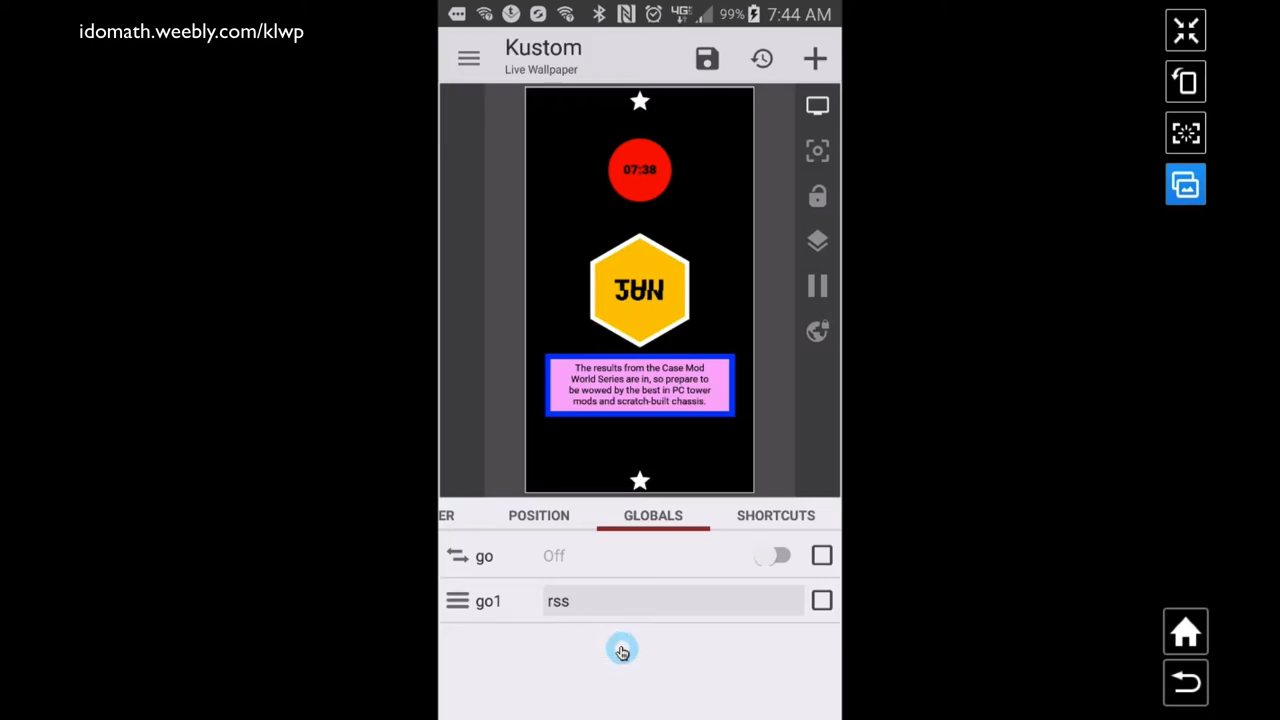 idomath.weebly.com/klwp
4G 99% 7:44 AM
Kustom
Live Wallpaper
07:38
JAN
The results from the Case Mod
World Series are in, so prepare to
be wowed by the best in PC tower
mods and scratch-built chassis.
ER POSITION GLOBALS SHORTCUTS
go Off
go1 rss